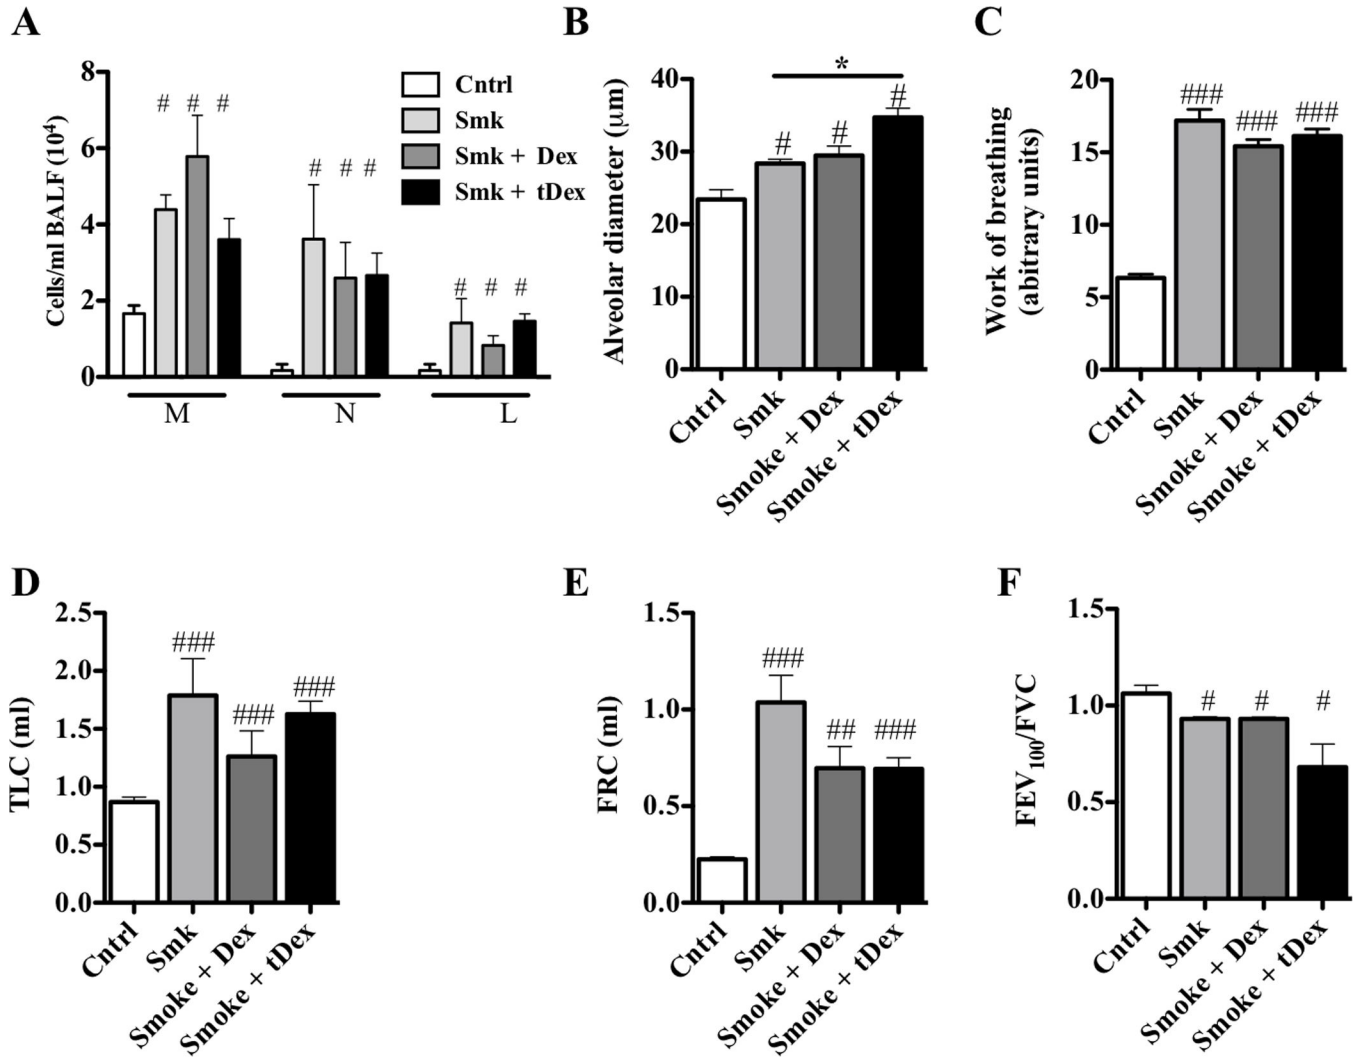 A
8
6
4
2
0
Cells/ml BALF (10⁴)
# # #
# # #
# # #
M N L
Cntrl
Smk
Smk + Dex
Smk + tDex
B
40
30
20
10
0
Alveolar diameter (μm)
*
# # #
Cntrl
Smk
Smoke + Dex
Smoke + tDex
C
20
15
10
5
0
Work of breathing
(abitrary units)
### ### ###
Cntrl
Smk
Smoke + Dex
Smoke + tDex
D
2.5
2.0
1.5
1.0
0.5
0.0
TLC (ml)
### ### ###
Cntrl
Smk
Smoke + Dex
Smoke + tDex
E
1.5
1.0
0.5
0.0
FRC (ml)
### ## ###
Cntrl
Smk
Smoke + Dex
Smoke + tDex
F
1.5
1.0
0.5
0.0
FEV₁₀₀/FVC
# # #
Cntrl
Smk
Smoke + Dex
Smoke + tDex